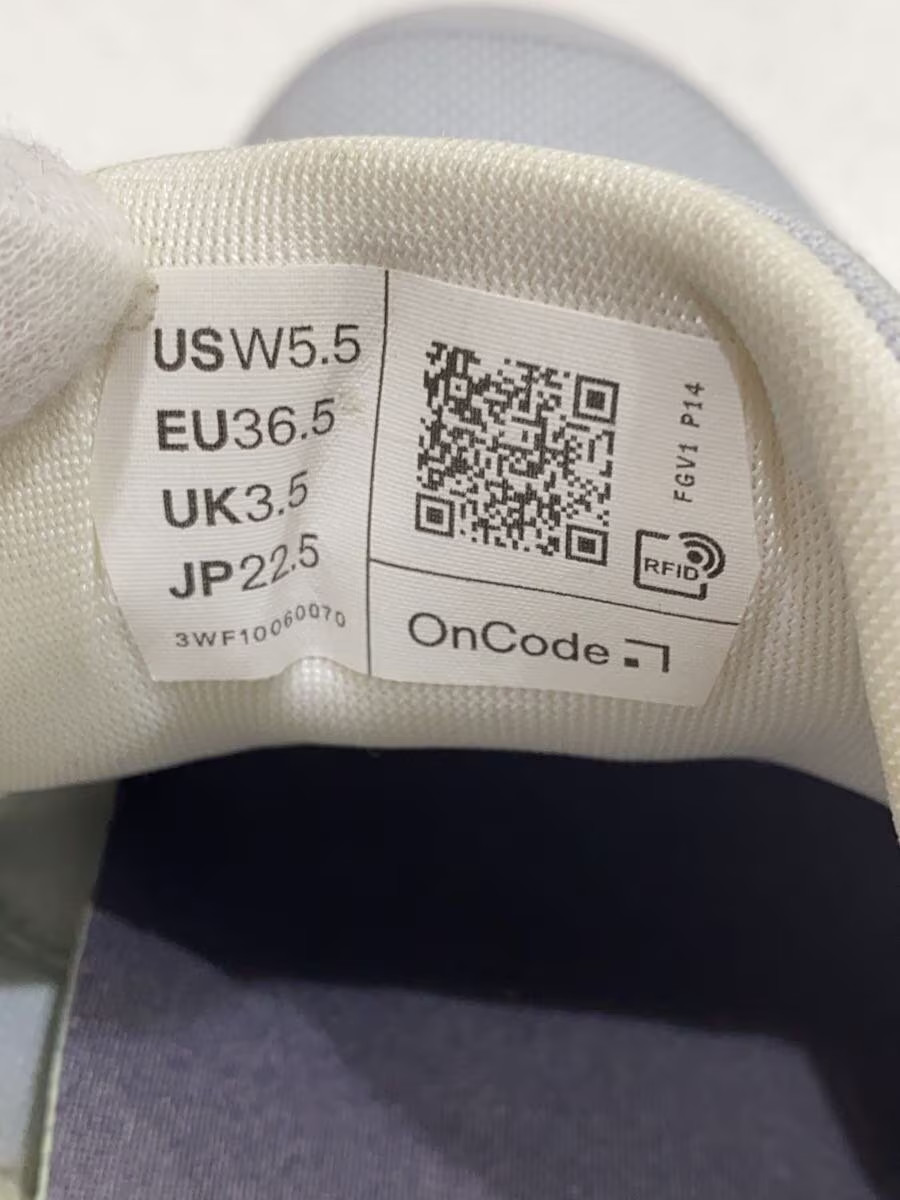 USW5.5
EU36.5
UK3.5
JP22.5
3WF10060070
FGV1 P14
RFID
OnCode